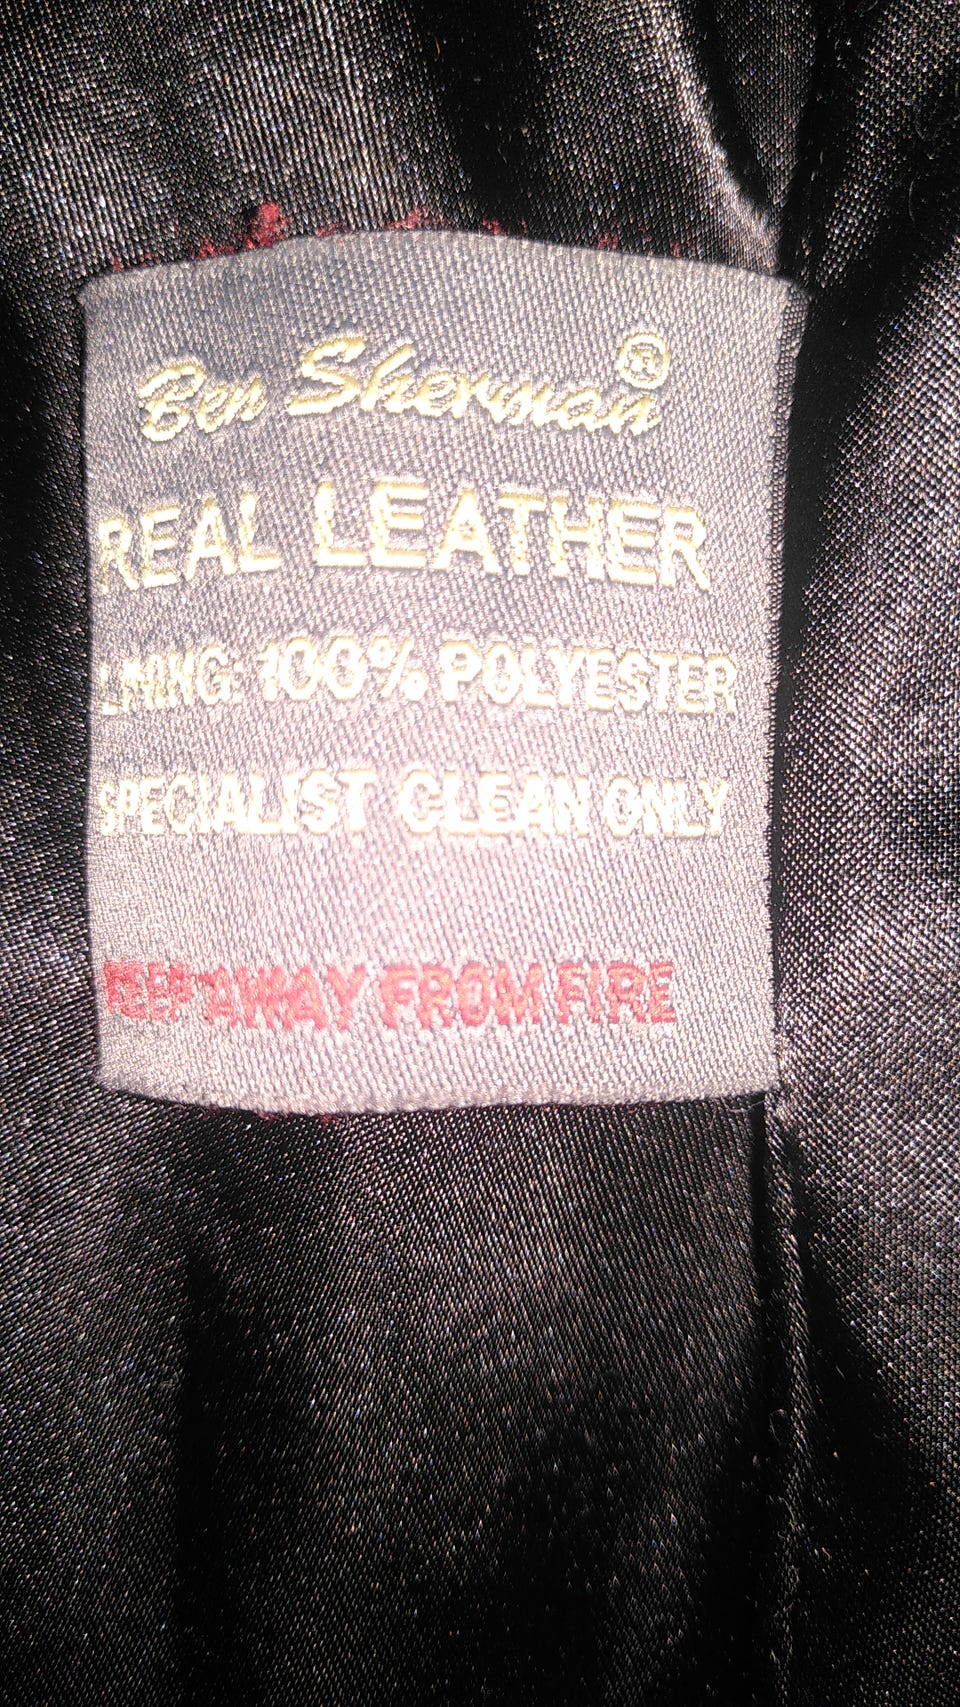 Ben Sherman®
REAL LEATHER
LINING: 100% POLYESTER
SPECIALIST CLEAN ONLY
KEEP AWAY FROM FIRE